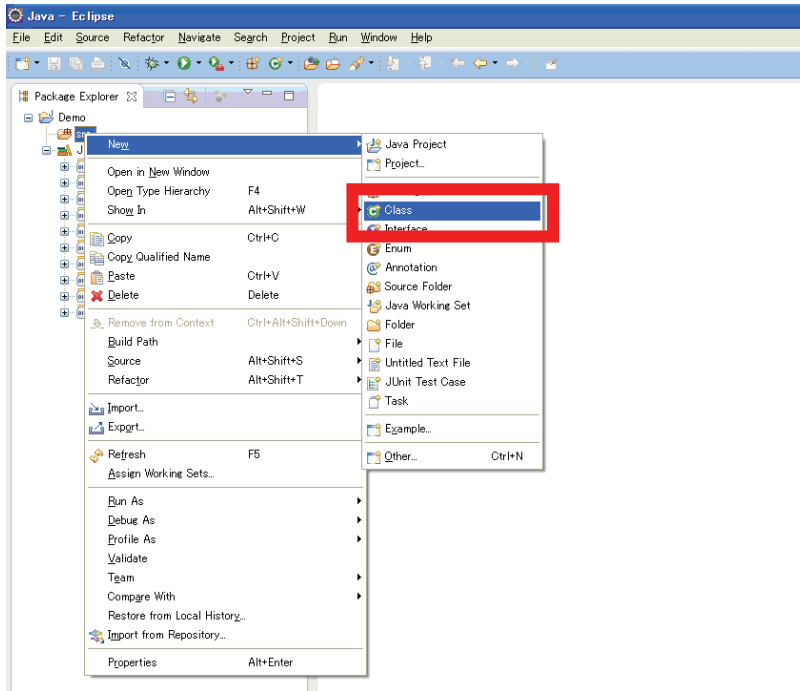 Java - Eclipse
File Edit Source Refactor Navigate Search Project Run Window Help
Package Explorer
Demo
New
Open in New Window
Open Type Hierarchy F4
Show In Alt+Shift+W
Copy Ctrl+C
Copy Qualified Name
Paste Ctrl+V
Delete Delete
Remove from Context Ctrl+Alt+Shift+Down
Build Path
Source Alt+Shift+S
Refactor Alt+Shift+T
Import...
Export...
Refresh F5
Assign Working Sets...
Run As
Debug As
Profile As
Validate
Team
Compare With
Restore from Local History...
Import from Repository...
Properties Alt+Enter
Java Project
Project...
Class
Interface
Enum
Annotation
Source Folder
Java Working Set
Folder
File
Untitled Text File
JUnit Test Case
Task
Example...
Other... Ctrl+N